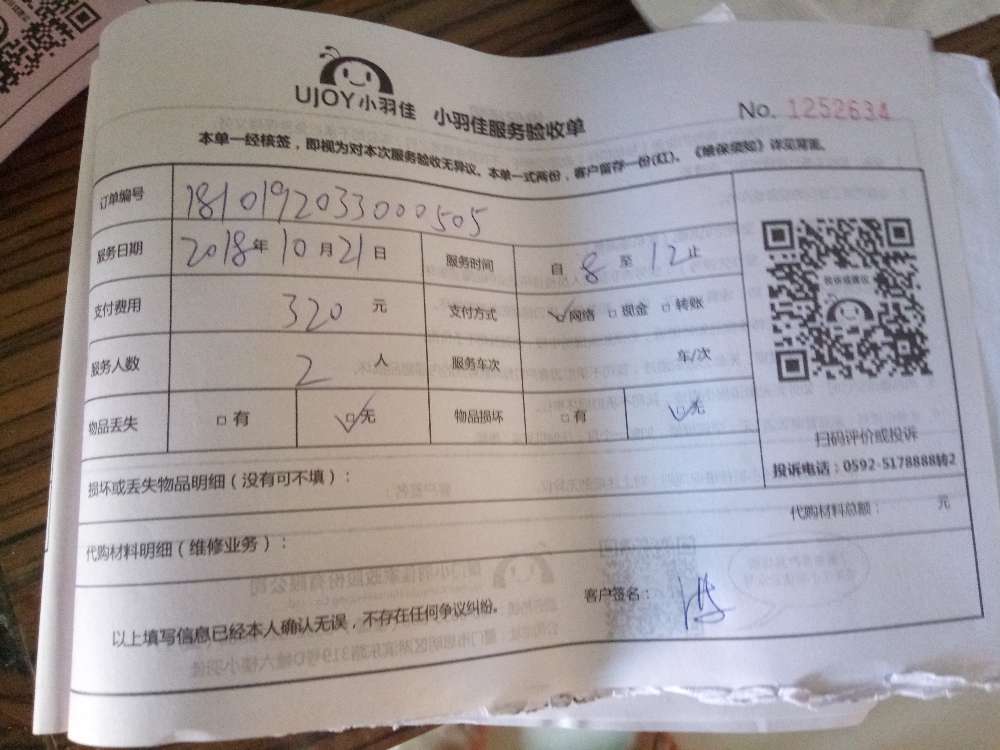 UJOY小羽佳 小羽佳服务验收单
No. 1252634
本单一经核签，即视为对本次服务验收无异议。本单一式两份，客户留存一份(红)。《维保须知》详见背面。
订单编号 1810192033000505
服务日期 2018年10月21日 服务时间 自 8 至 12止
支付费用 320 元 支付方式 ☑网络 □现金 □转账
服务人数 2 人 服务车次 车/次
物品丢失 □有 ☑无 物品损坏 □有 ☑无
投诉或建议
扫码评价或投诉
投诉电话：0592-5178888转2
损坏或丢失物品明细（没有可不填）：
代购材料总额： 元
代购材料明细（维修业务）：
以上填写信息已经本人确认无误，不存在任何争议纠纷。
客户签名：